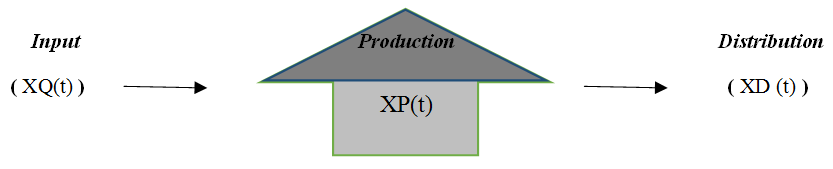 Input
Production
Distribution
( XQ(t) )
XP(t)
( XD (t) )